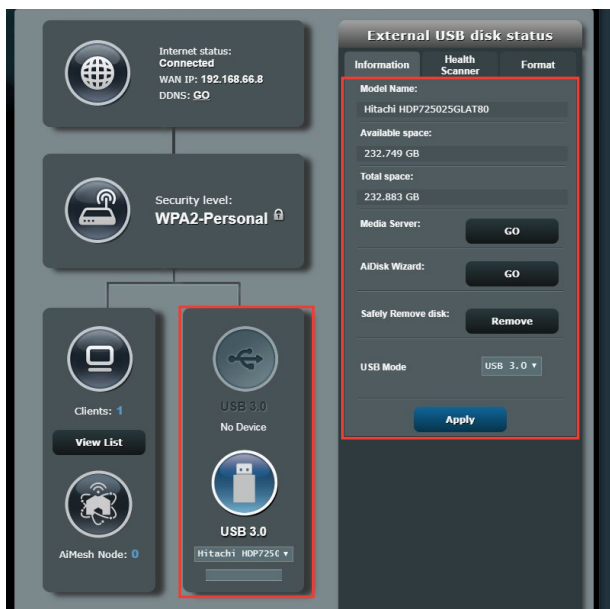 Internet status:
Connected
WAN IP: 192.168.66.8
DDNS: GO
Security level:
WPA2-Personal
Clients: 1
View List
AiMesh Node: 0
USB 3.0
No Device
USB 3.0
Hitachi HDP725C
External USB disk status
Information
Health Scanner
Format
Model Name:
Hitachi HDP725025GLAT80
Available space:
232.749 GB
Total space:
232.883 GB
Media Server:
GO
AiDisk Wizard:
GO
Safely Remove disk:
Remove
USB Mode
USB 3.0
Apply